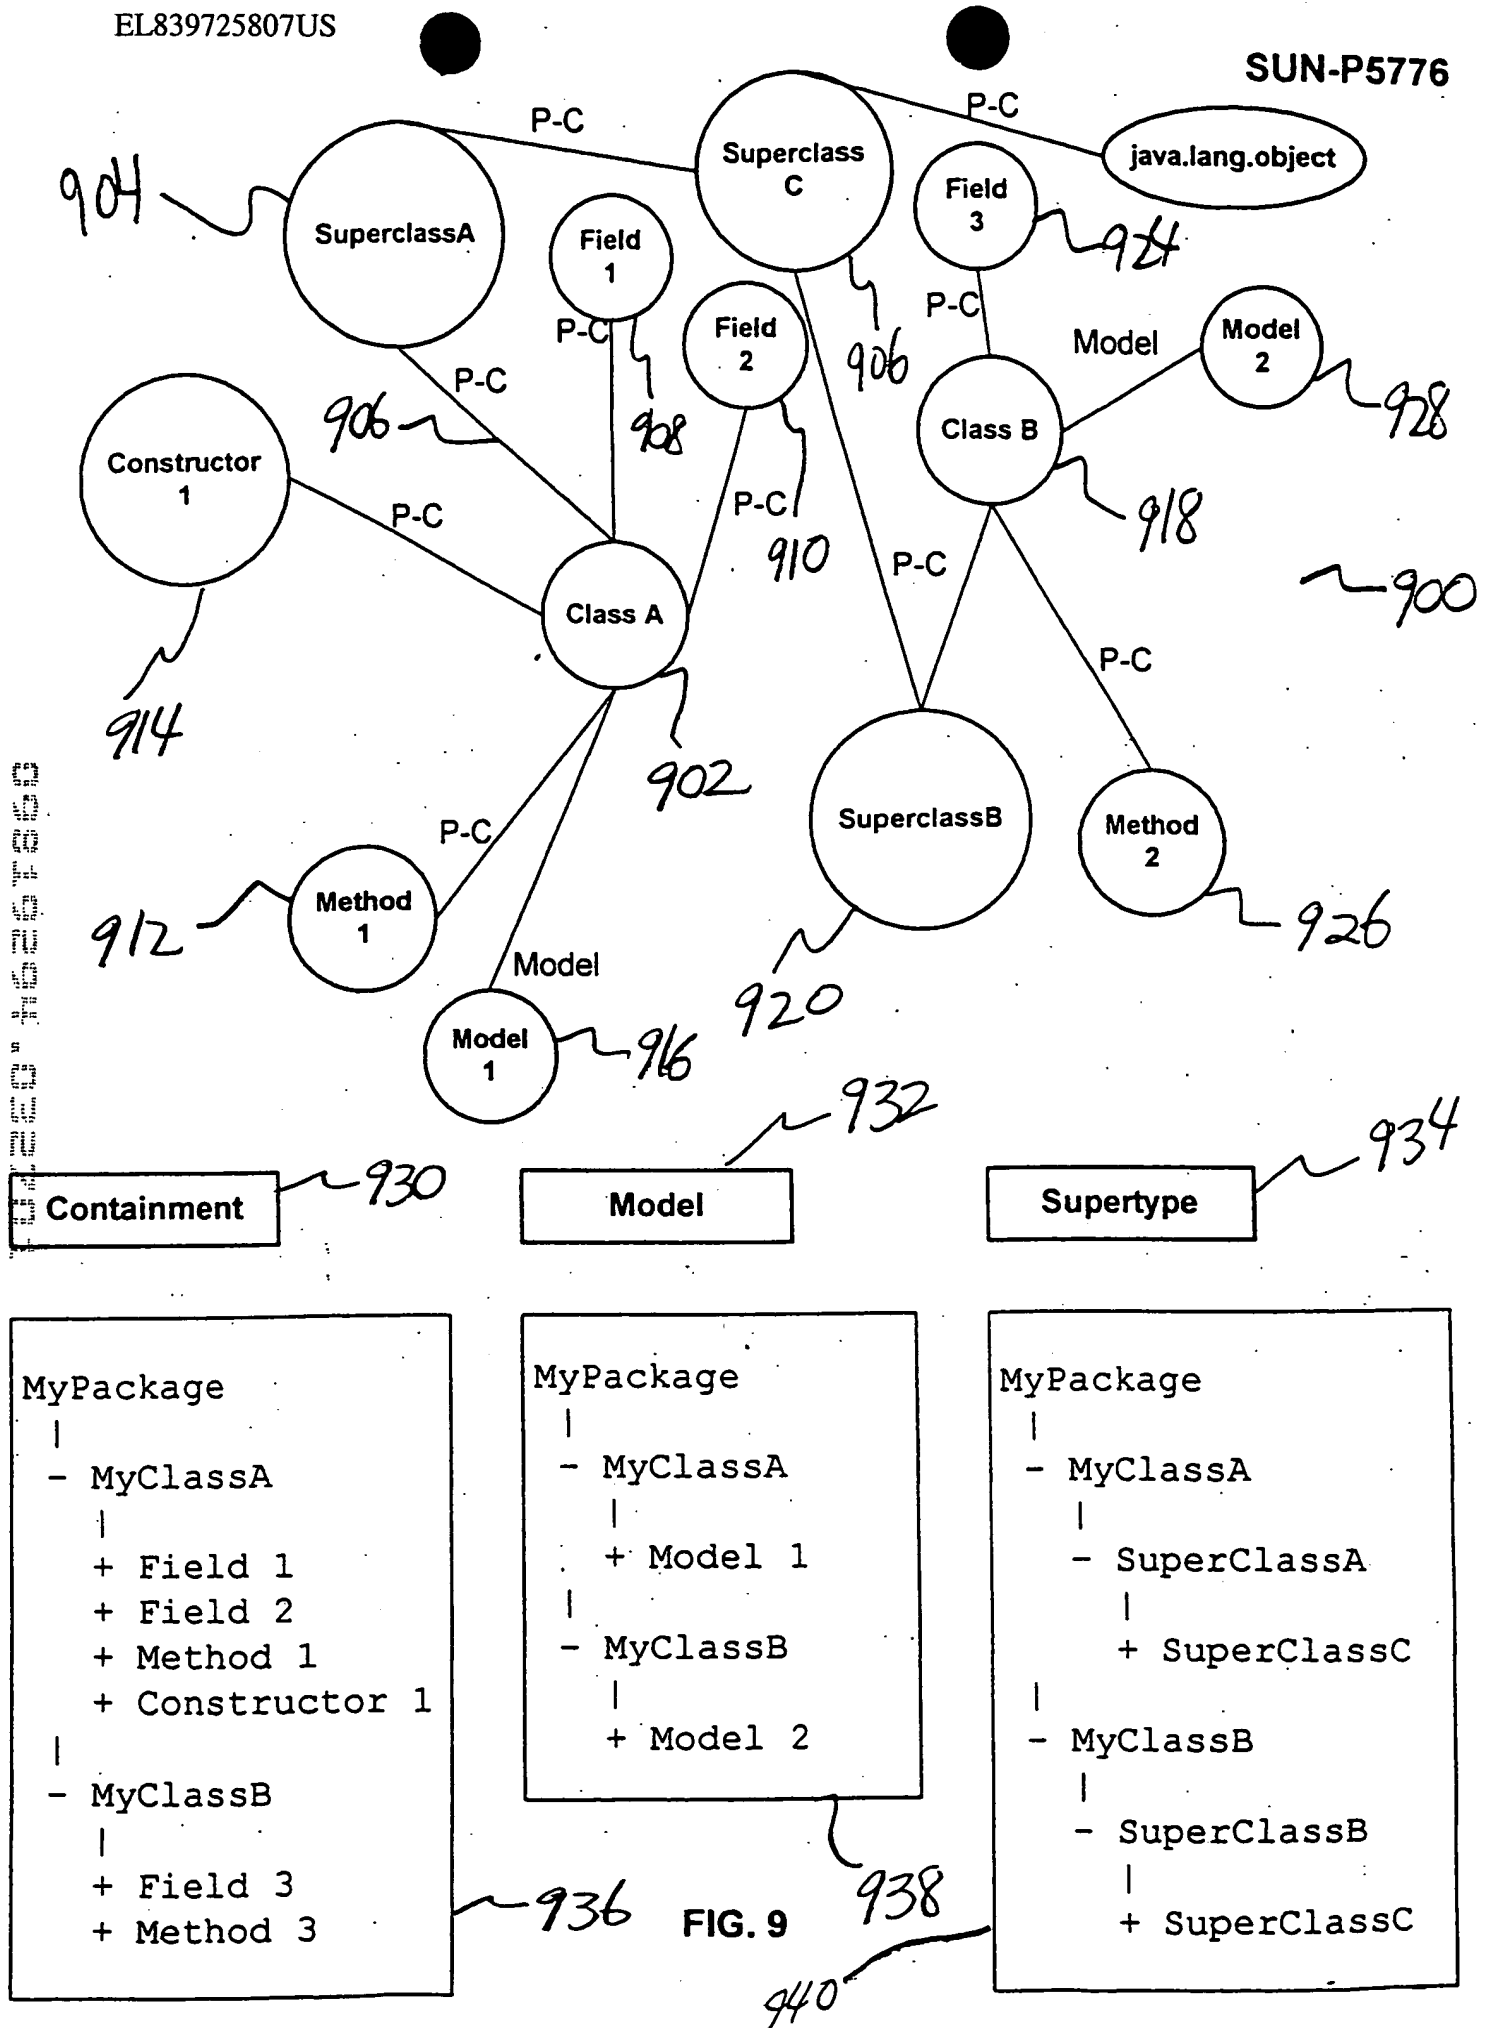 EL839725807US
SUN-P5776
P-C
P-C
Superclass
C
java.lang.object
904
SuperclassA
Field
1
Field
3
924
P-C
P-C
Field
2
906
P-C
Model
Model
2
928
P-C
906
908
Constructor
1
Class B
P-C
P-C
910
918
P-C
900
Class A
P-C
914
902
P-C
SuperclassB
Method
2
912
Method
1
926
Model
920
Model
1
916
932
934
930
Containment
Model
Supertype
MyPackage
|
- MyClassA
|
+ Field 1
+ Field 2
+ Method 1
+ Constructor 1
|
- MyClassB
|
+ Field 3
+ Method 3
936
MyPackage
|
- MyClassA
|
+ Model 1
|
- MyClassB
|
+ Model 2
938
MyPackage
|
- MyClassA
|
- SuperClassA
|
+ SuperClassC
|
- MyClassB
|
- SuperClassB
|
+ SuperClassC
940
FIG. 9